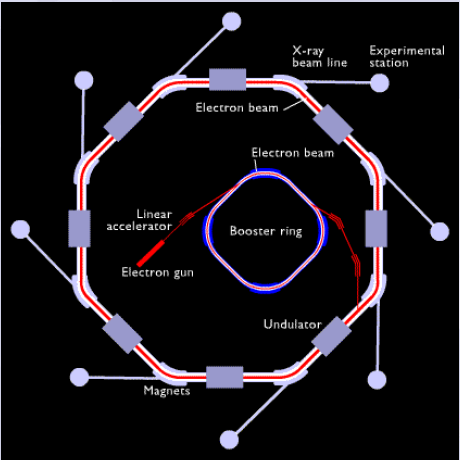 X-ray
beam line
Experimental
station
Electron beam
Electron beam
Linear
accelerator
Booster ring
Electron gun
Undulator
Magnets